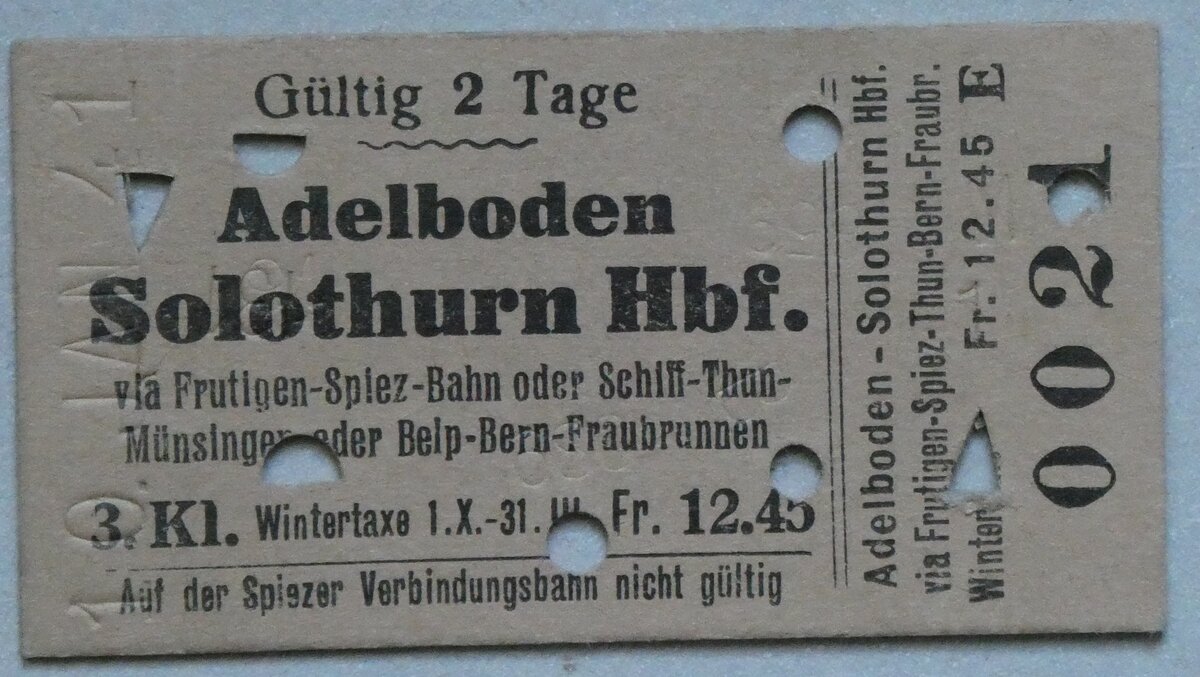 Gültig 2 Tage
Adelboden
Solothurn Hbf.
via Frutigen-Spiez-Bahn oder Schiff-Thun-
Münsingen oder Belp-Bern-Fraubrunnen
3. Kl. Wintertaxe 1.X.-31.III. Fr. 12.45
Auf der Spiezer Verbindungsbahn nicht gültig
Adelboden - Solothurn Hbf.
via Frutigen-Spiez-Thun-Bern-Fraubr.
Winter Fr. 12.45 E
0021